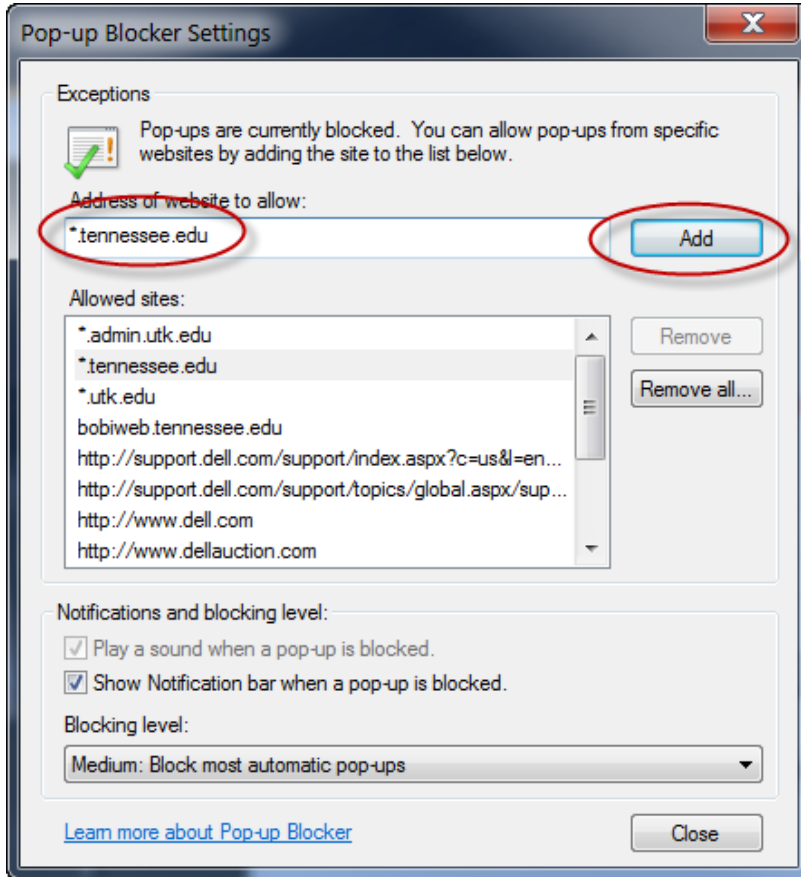 Pop-up Blocker Settings
Exceptions
Pop-ups are currently blocked. You can allow pop-ups from specific
websites by adding the site to the list below.
Address of website to allow:
*.tennessee.edu
Add
Allowed sites:
*.admin.utk.edu
*.tennessee.edu
*.utk.edu
bobiweb.tennessee.edu
http://support.dell.com/support/index.aspx?c=us&l=en...
http://support.dell.com/support/topics/global.aspx/sup...
http://www.dell.com
http://www.dellauction.com
Remove
Remove all...
Notifications and blocking level:
Play a sound when a pop-up is blocked.
Show Notification bar when a pop-up is blocked.
Blocking level:
Medium: Block most automatic pop-ups
Learn more about Pop-up Blocker
Close